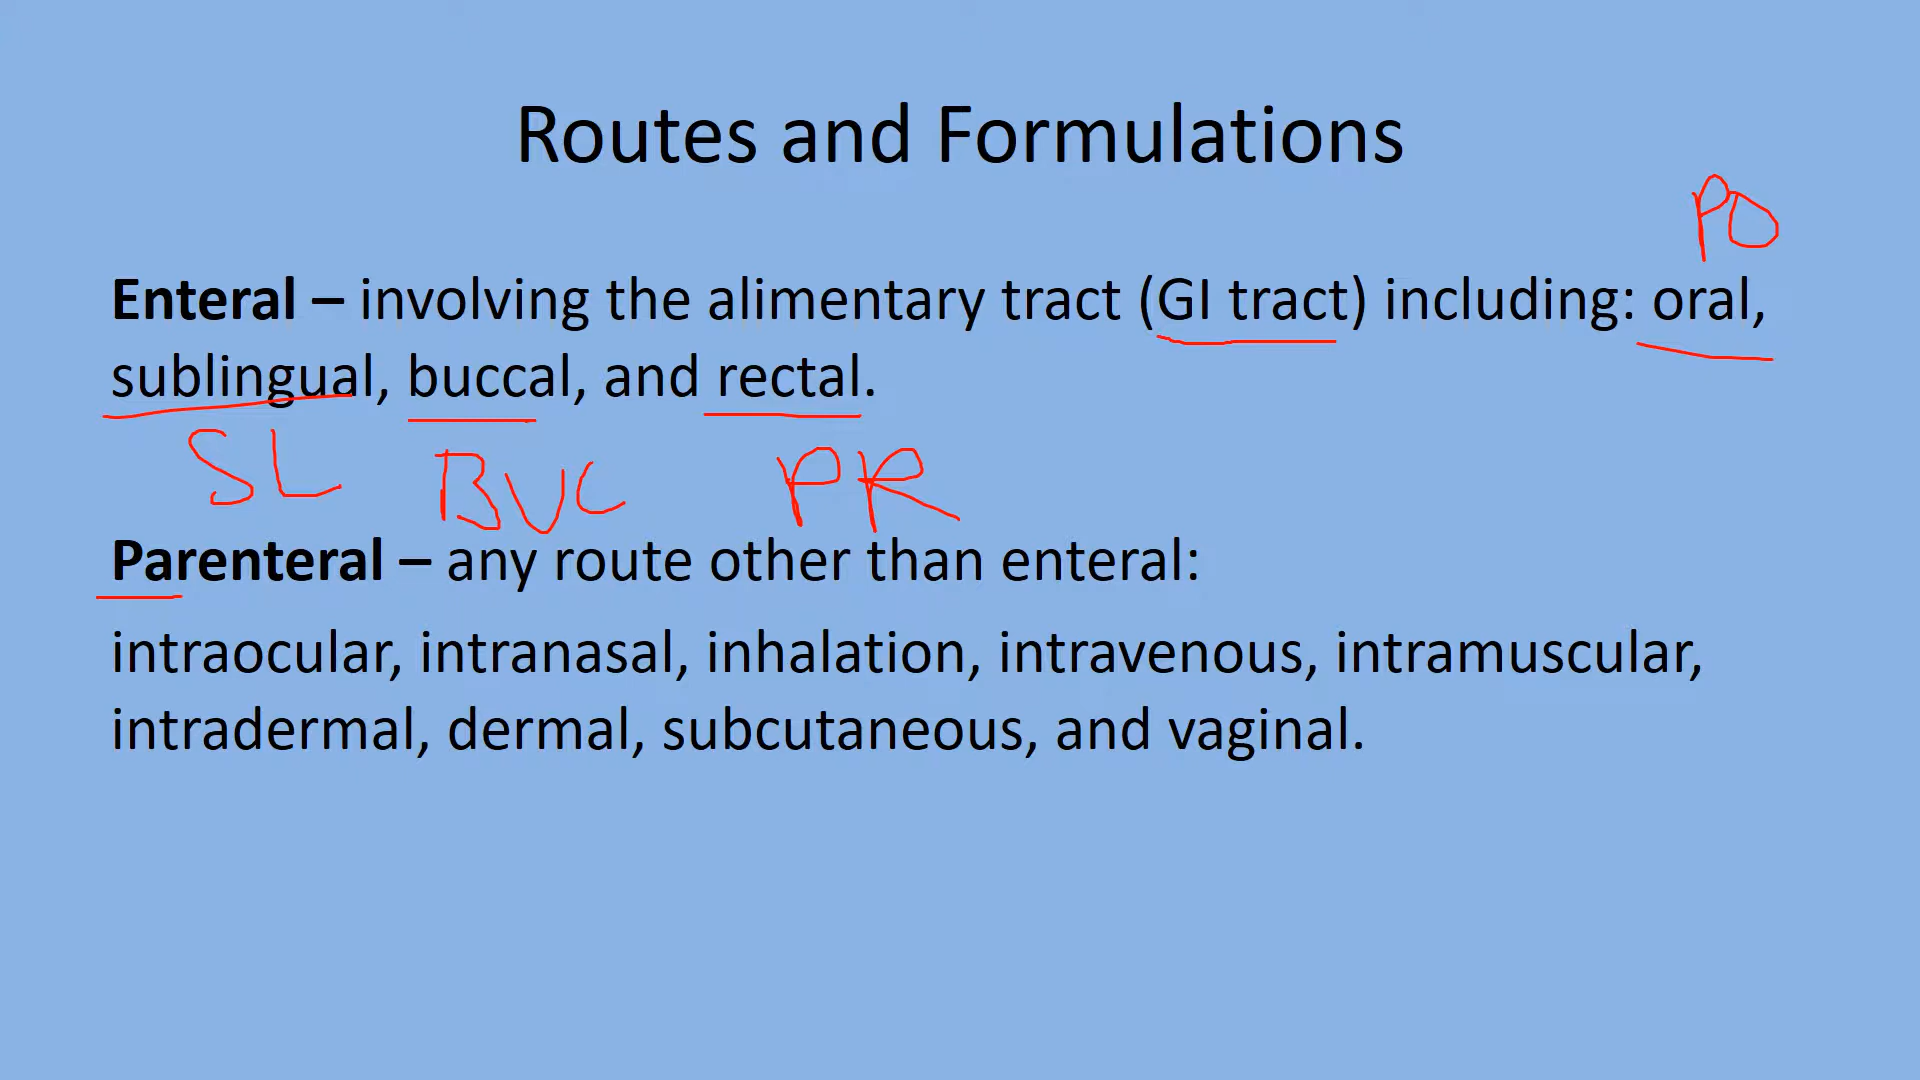 Routes and Formulations
PO
Enteral – involving the alimentary tract (GI tract) including: oral,
sublingual, buccal, and rectal.
SL BUC PR
Parenteral – any route other than enteral:
intraocular, intranasal, inhalation, intravenous, intramuscular,
intradermal, dermal, subcutaneous, and vaginal.